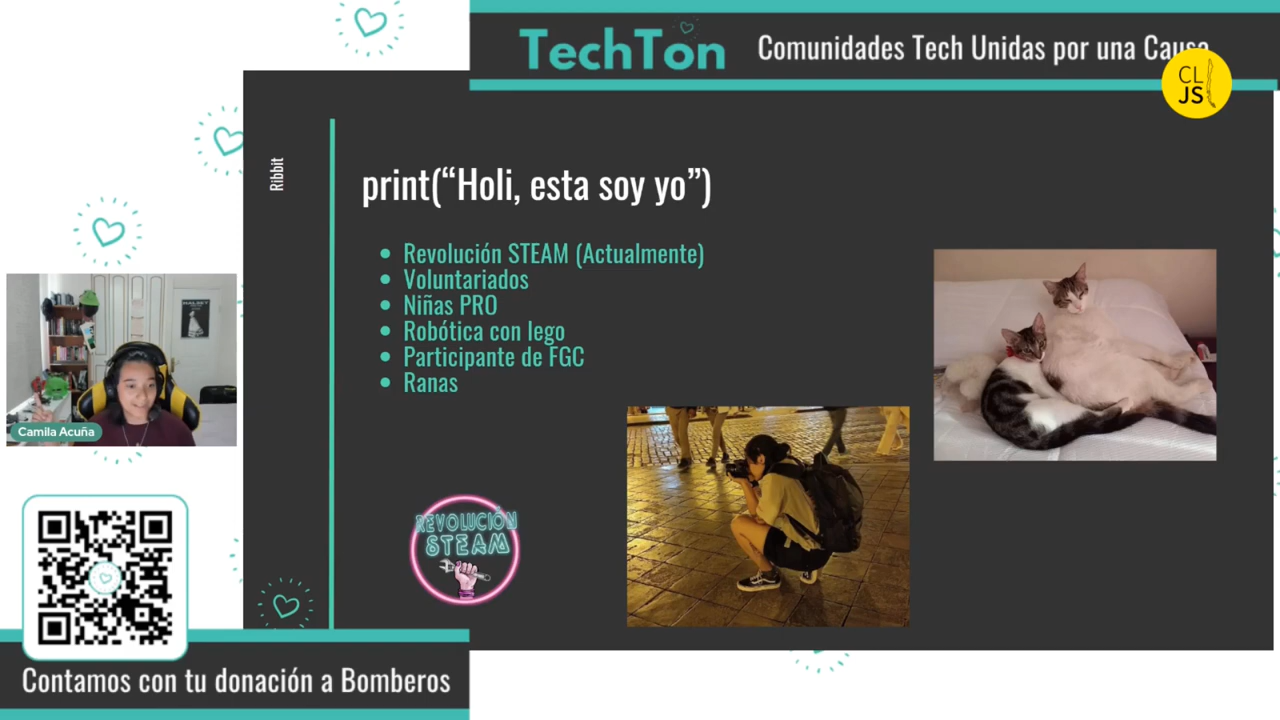 TechTon
Comunidades Tech Unidas por una Causa
CL
JS
Ribbit
print(“Holi, esta soy yo”)
Revolución STEAM (Actualmente)
Voluntariados
Niñas PRO
Robótica con lego
Participante de FGC
Ranas
Camila Acuña
REVOLUCIÓN
STEAM
Contamos con tu donación a Bomberos